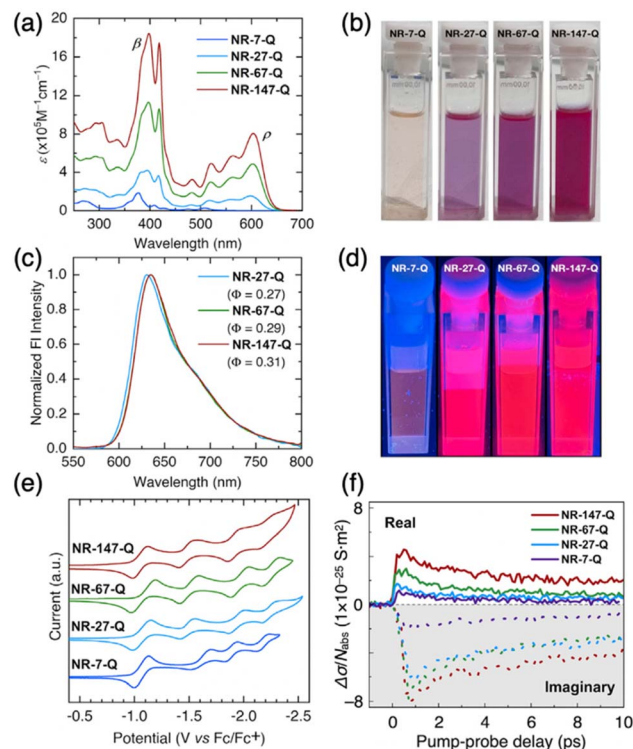 (a)
18
16
12
8
4
0
ε (x10⁵M⁻¹cm⁻¹)
β
ρ
NR-7-Q
NR-27-Q
NR-67-Q
NR-147-Q
300 400 500 600 700
Wavelength (nm)
(b)
NR-7-Q NR-27-Q NR-67-Q NR-147-Q
(c)
1.0
0.8
0.6
0.4
0.2
0.0
Normalized Fl Intensity
NR-27-Q
(Φ = 0.27)
NR-67-Q
(Φ = 0.29)
NR-147-Q
(Φ = 0.31)
550 600 650 700 750 800
Wavelength (nm)
(d)
NR-7-Q NR-27-Q NR-67-Q NR-147-Q
(e)
Currrent (a.u.)
NR-147-Q
NR-67-Q
NR-27-Q
NR-7-Q
-0.5 -1.0 -1.5 -2.0 -2.5
Potential (V vs Fc/Fc+)
(f)
8
4
0
-4
-8
Δσ/Nabs (1×10⁻²⁵ S·m²)
Real
NR-147-Q
NR-67-Q
NR-27-Q
NR-7-Q
Imaginary
0 2 4 6 8 10
Pump-probe delay (ps)